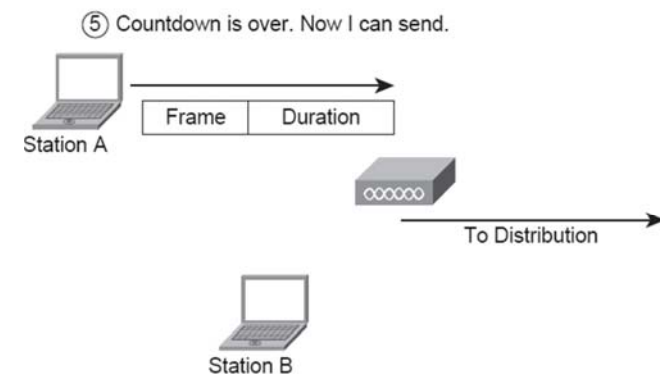 ⑤ Countdown is over. Now I can send.
Frame Duration
Station A
To Distribution
Station B